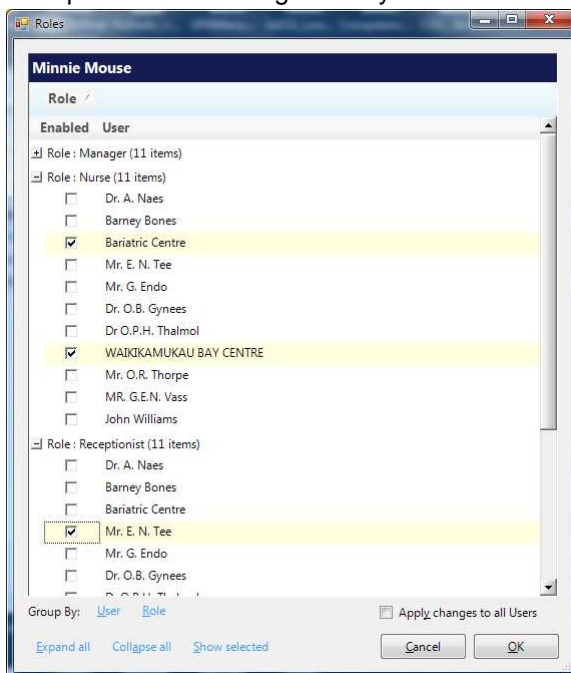 Roles
Minnie Mouse
Role
Enabled User
Role : Manager (11 items)
Role : Nurse (11 items)
Dr. A. Naes
Barney Bones
Bariatric Centre
Mr. E. N. Tee
Mr. G. Endo
Dr. O.B. Gynees
Dr O.P.H. Thalmol
WAIKIKAMUKAU BAY CENTRE
Mr. O.R. Thorpe
MR. G.E.N. Vass
John Williams
Role : Receptionist (11 items)
Dr. A. Naes
Barney Bones
Bariatric Centre
Mr. E. N. Tee
Mr. G. Endo
Dr. O.B. Gynees
Group By: User Role Apply changes to all Users
Expand all Collapse all Show selected Cancel OK